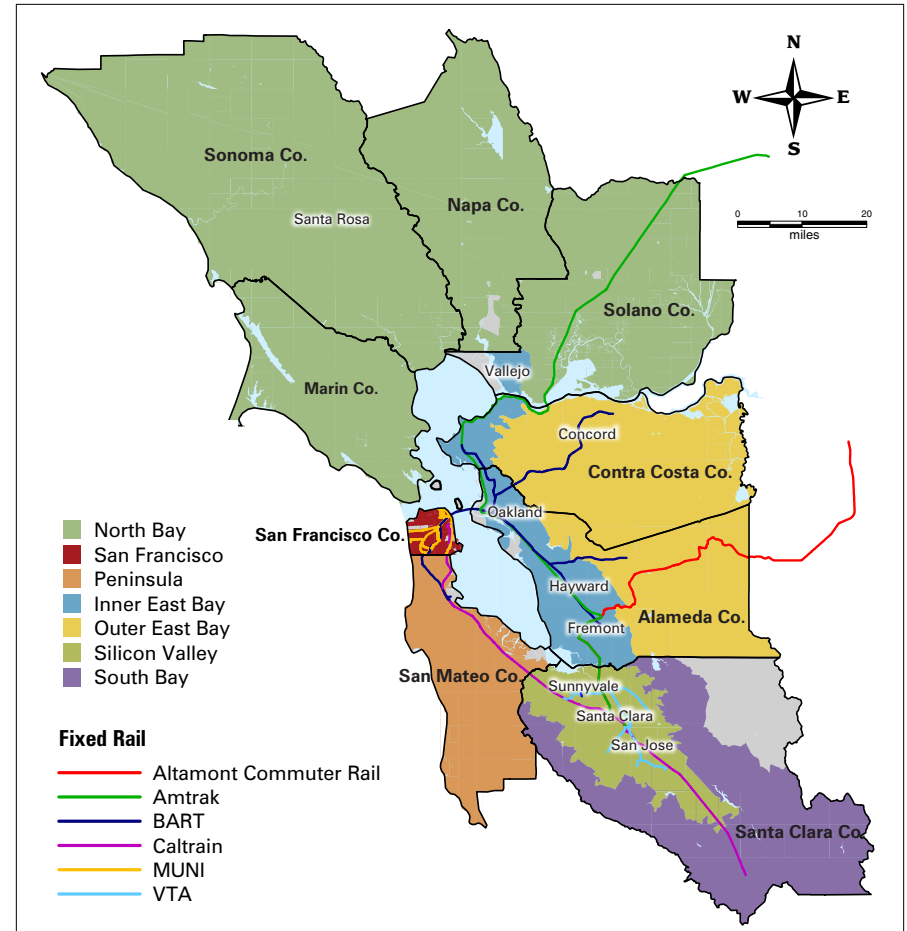 N
W E
S
Sonoma Co.
Napa Co.
Santa Rosa
0 10 20
miles
Solano Co.
Vallejo
Marin Co.
Concord
Contra Costa Co.
Oakland
San Francisco Co.
North Bay
San Francisco
Peninsula
Inner East Bay
Outer East Bay
Silicon Valley
South Bay
Hayward
Alameda Co.
Fremont
San Mateo Co.
Sunnyvale
Santa Clara
San Jose
Santa Clara Co.
Fixed Rail
Altamont Commuter Rail
Amtrak
BART
Caltrain
MUNI
VTA